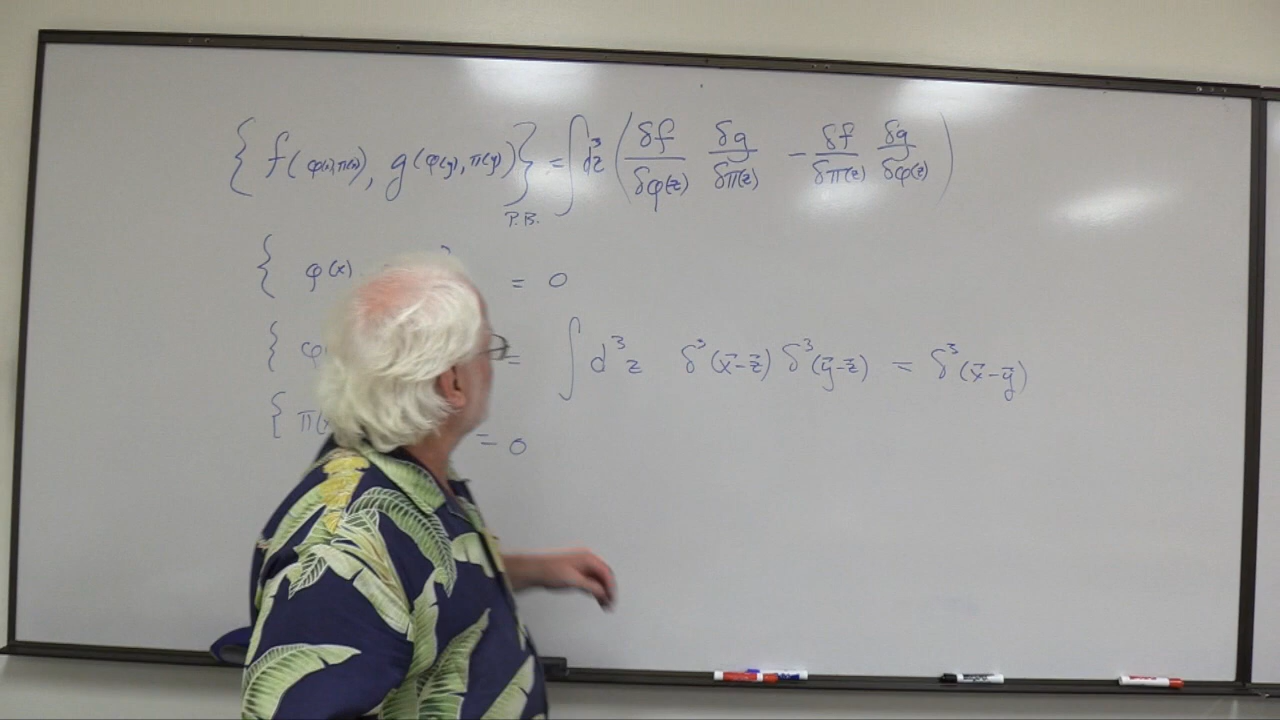 { f(φ(x),π(x)), g(φ(y),π(y)) }_{P.B.} = ∫ d³z ( δf/δφ(z) δg/δπ(z) - δf/δπ(z) δg/δφ(z) )
{ φ(x) = 0
{ = ∫ d³z δ³(x⃗-z⃗) δ³(y⃗-z⃗) = δ³(x⃗-y⃗)
{ π( = 0